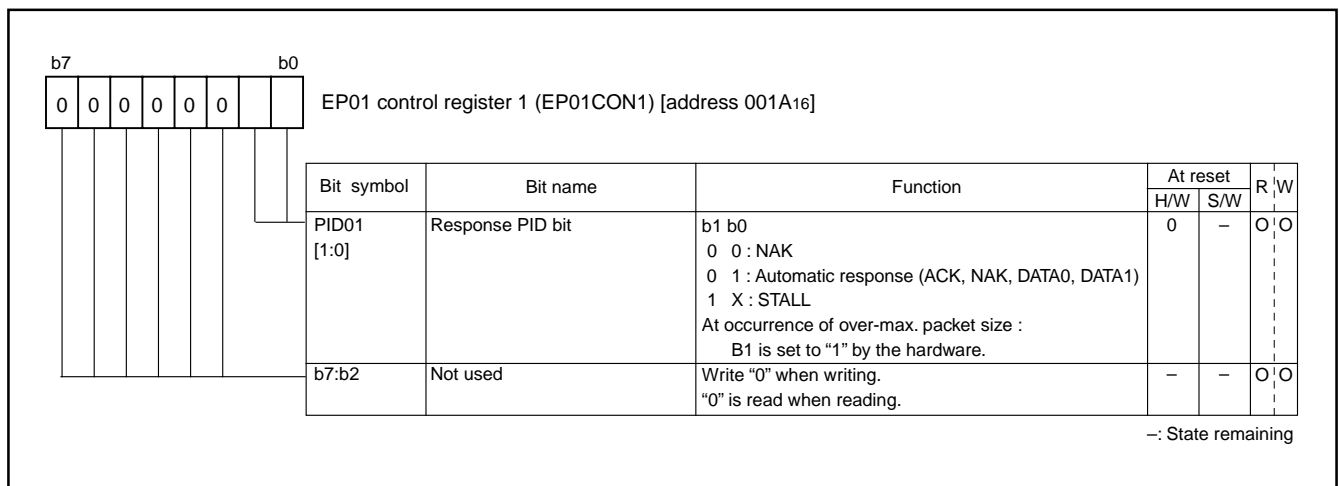 b7 b0
0 0 0 0 0 0
EP01 control register 1 (EP01CON1) [address 001A16]
Bit symbol Bit name Function At reset R W
H/W S/W
PID01 Response PID bit b1 b0 0 – O O
[1:0] 0 0 : NAK
0 1 : Automatic response (ACK, NAK, DATA0, DATA1)
1 X : STALL
At occurrence of over-max. packet size :
B1 is set to “1” by the hardware.
b7:b2 Not used Write “0” when writing. – – O O
“0” is read when reading.
–: State remaining